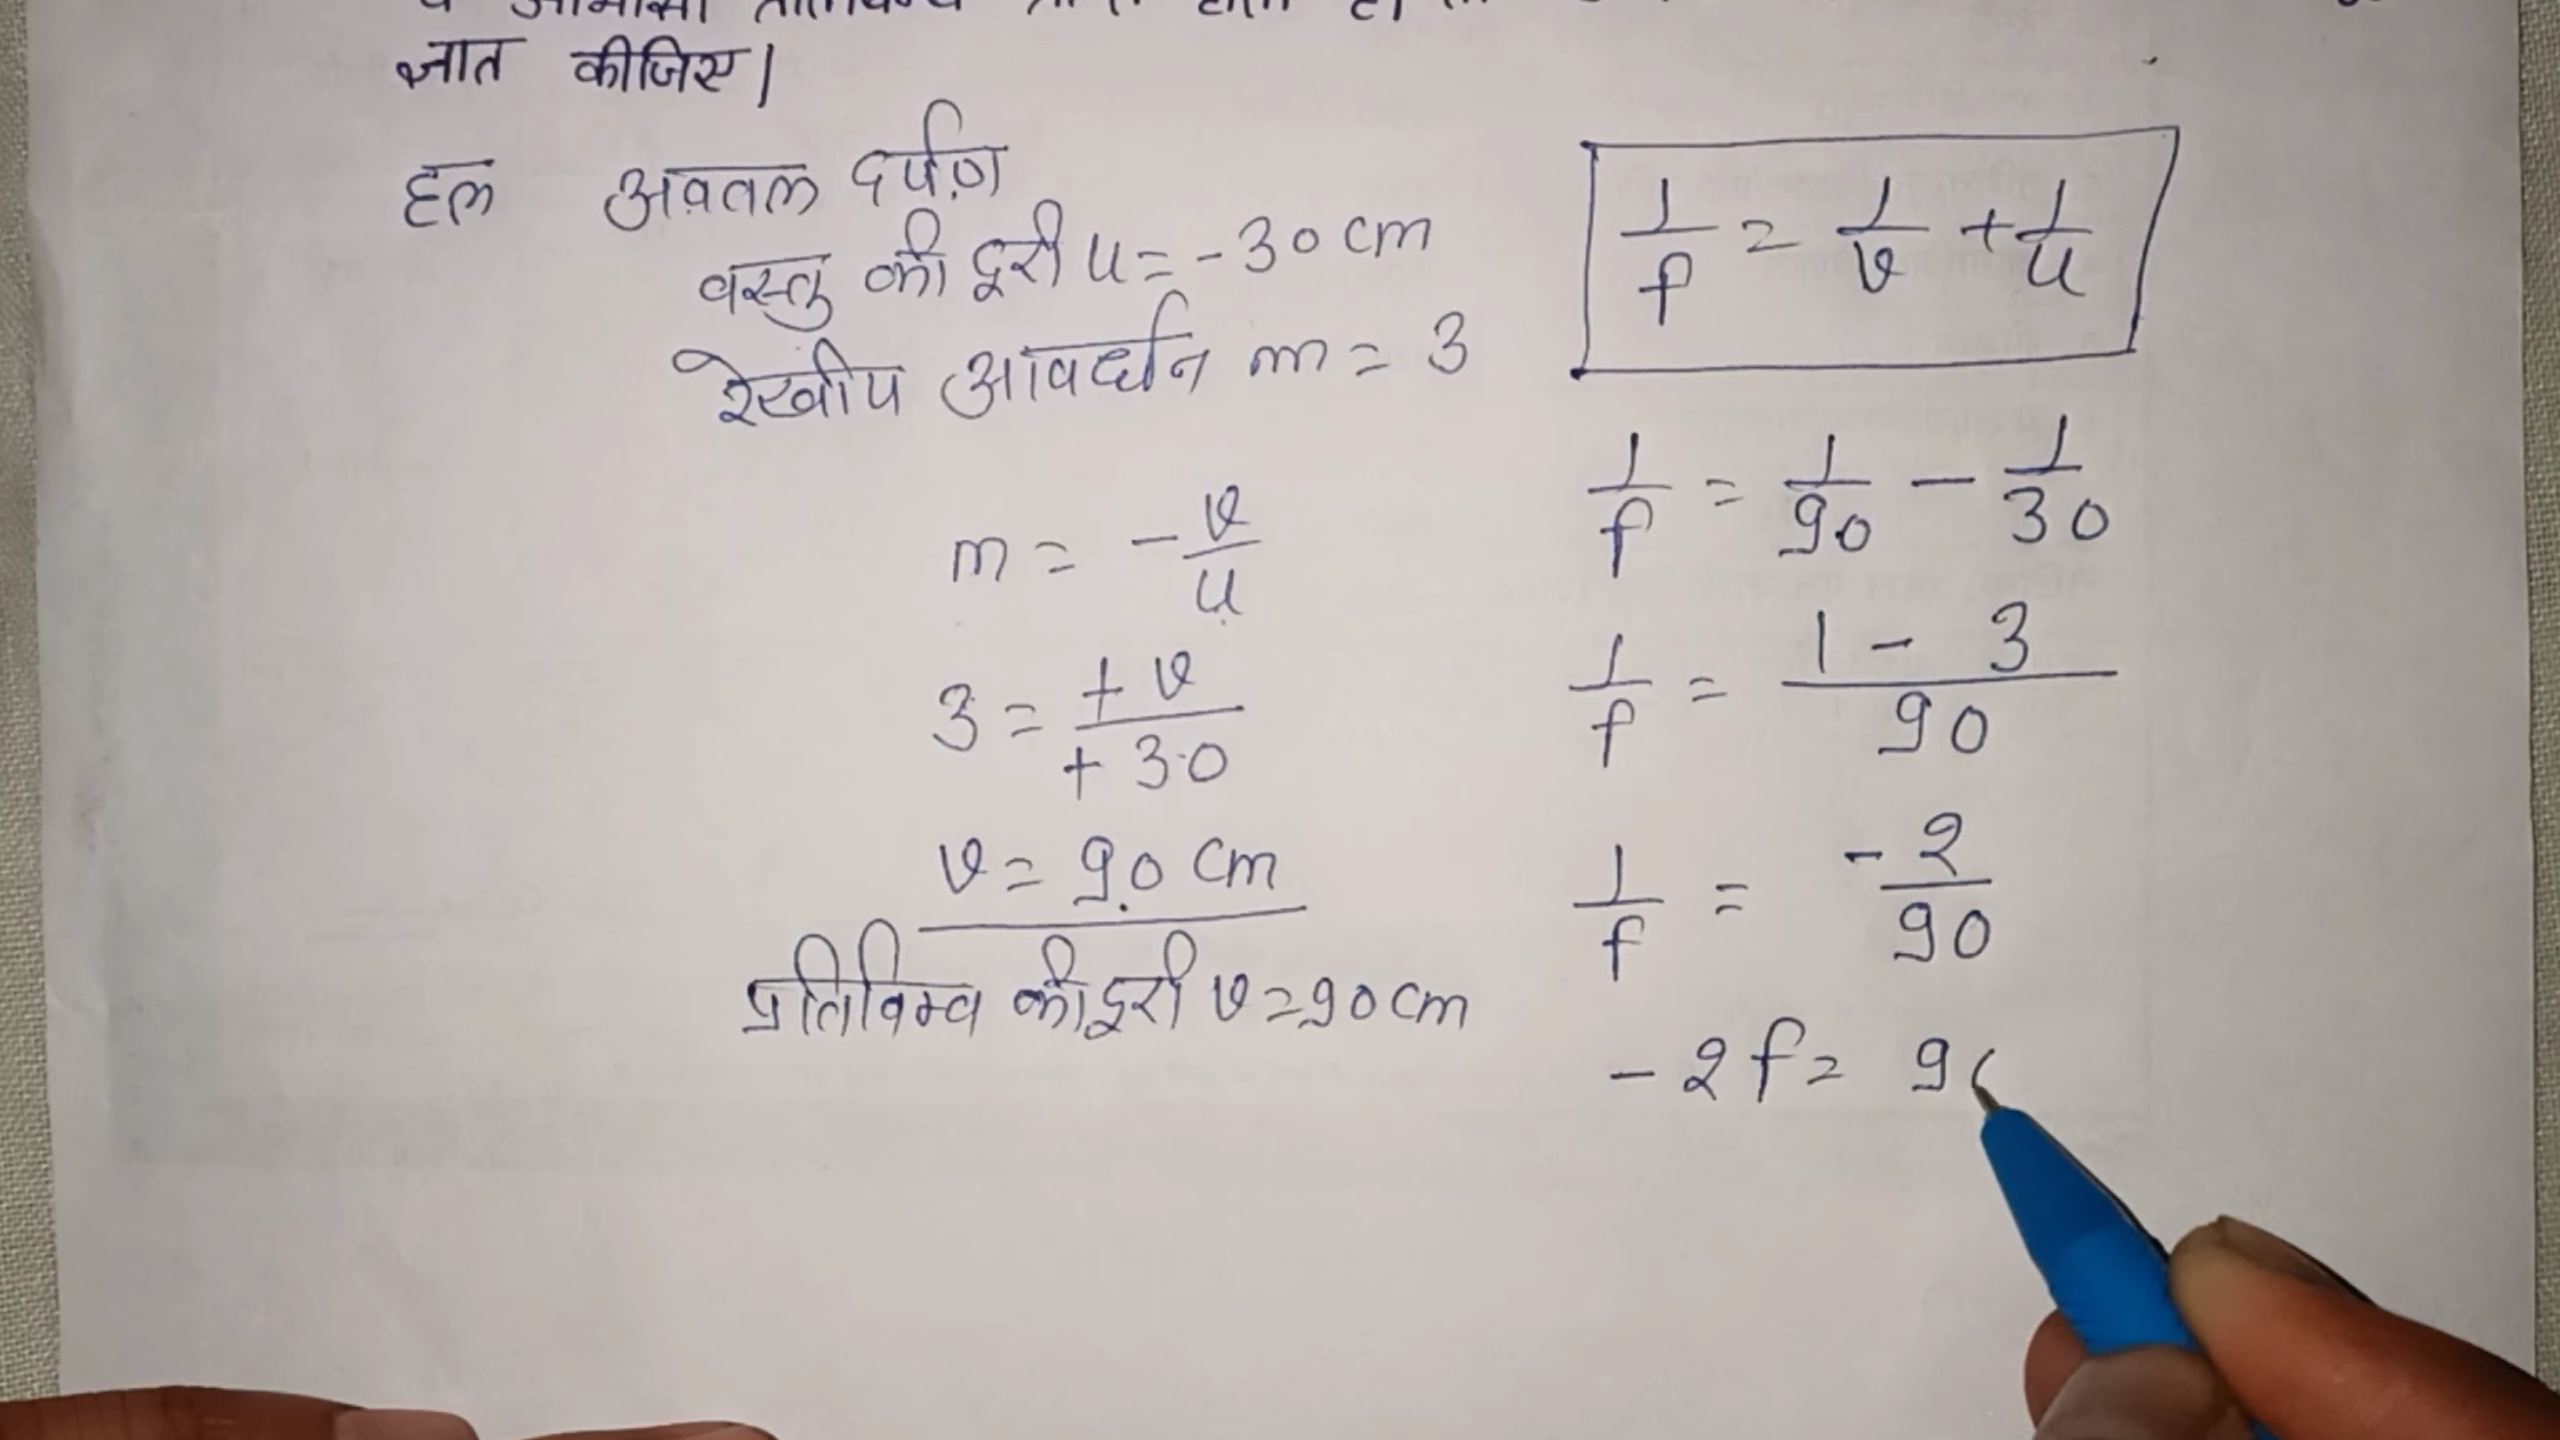 ज्ञात कीजिए।
हल अवतल दर्पण
वस्तु की दूरी u = -30 cm
रेखीय आवर्धन m = 3
m = -v/u
3 = +v/+30
v = 90 cm
प्रतिविम्व की दूरी v = 90 cm
1/f = 1/v + 1/u
1/f = 1/90 - 1/30
1/f = 1 - 3/90
1/f = -2/90
-2f = 90